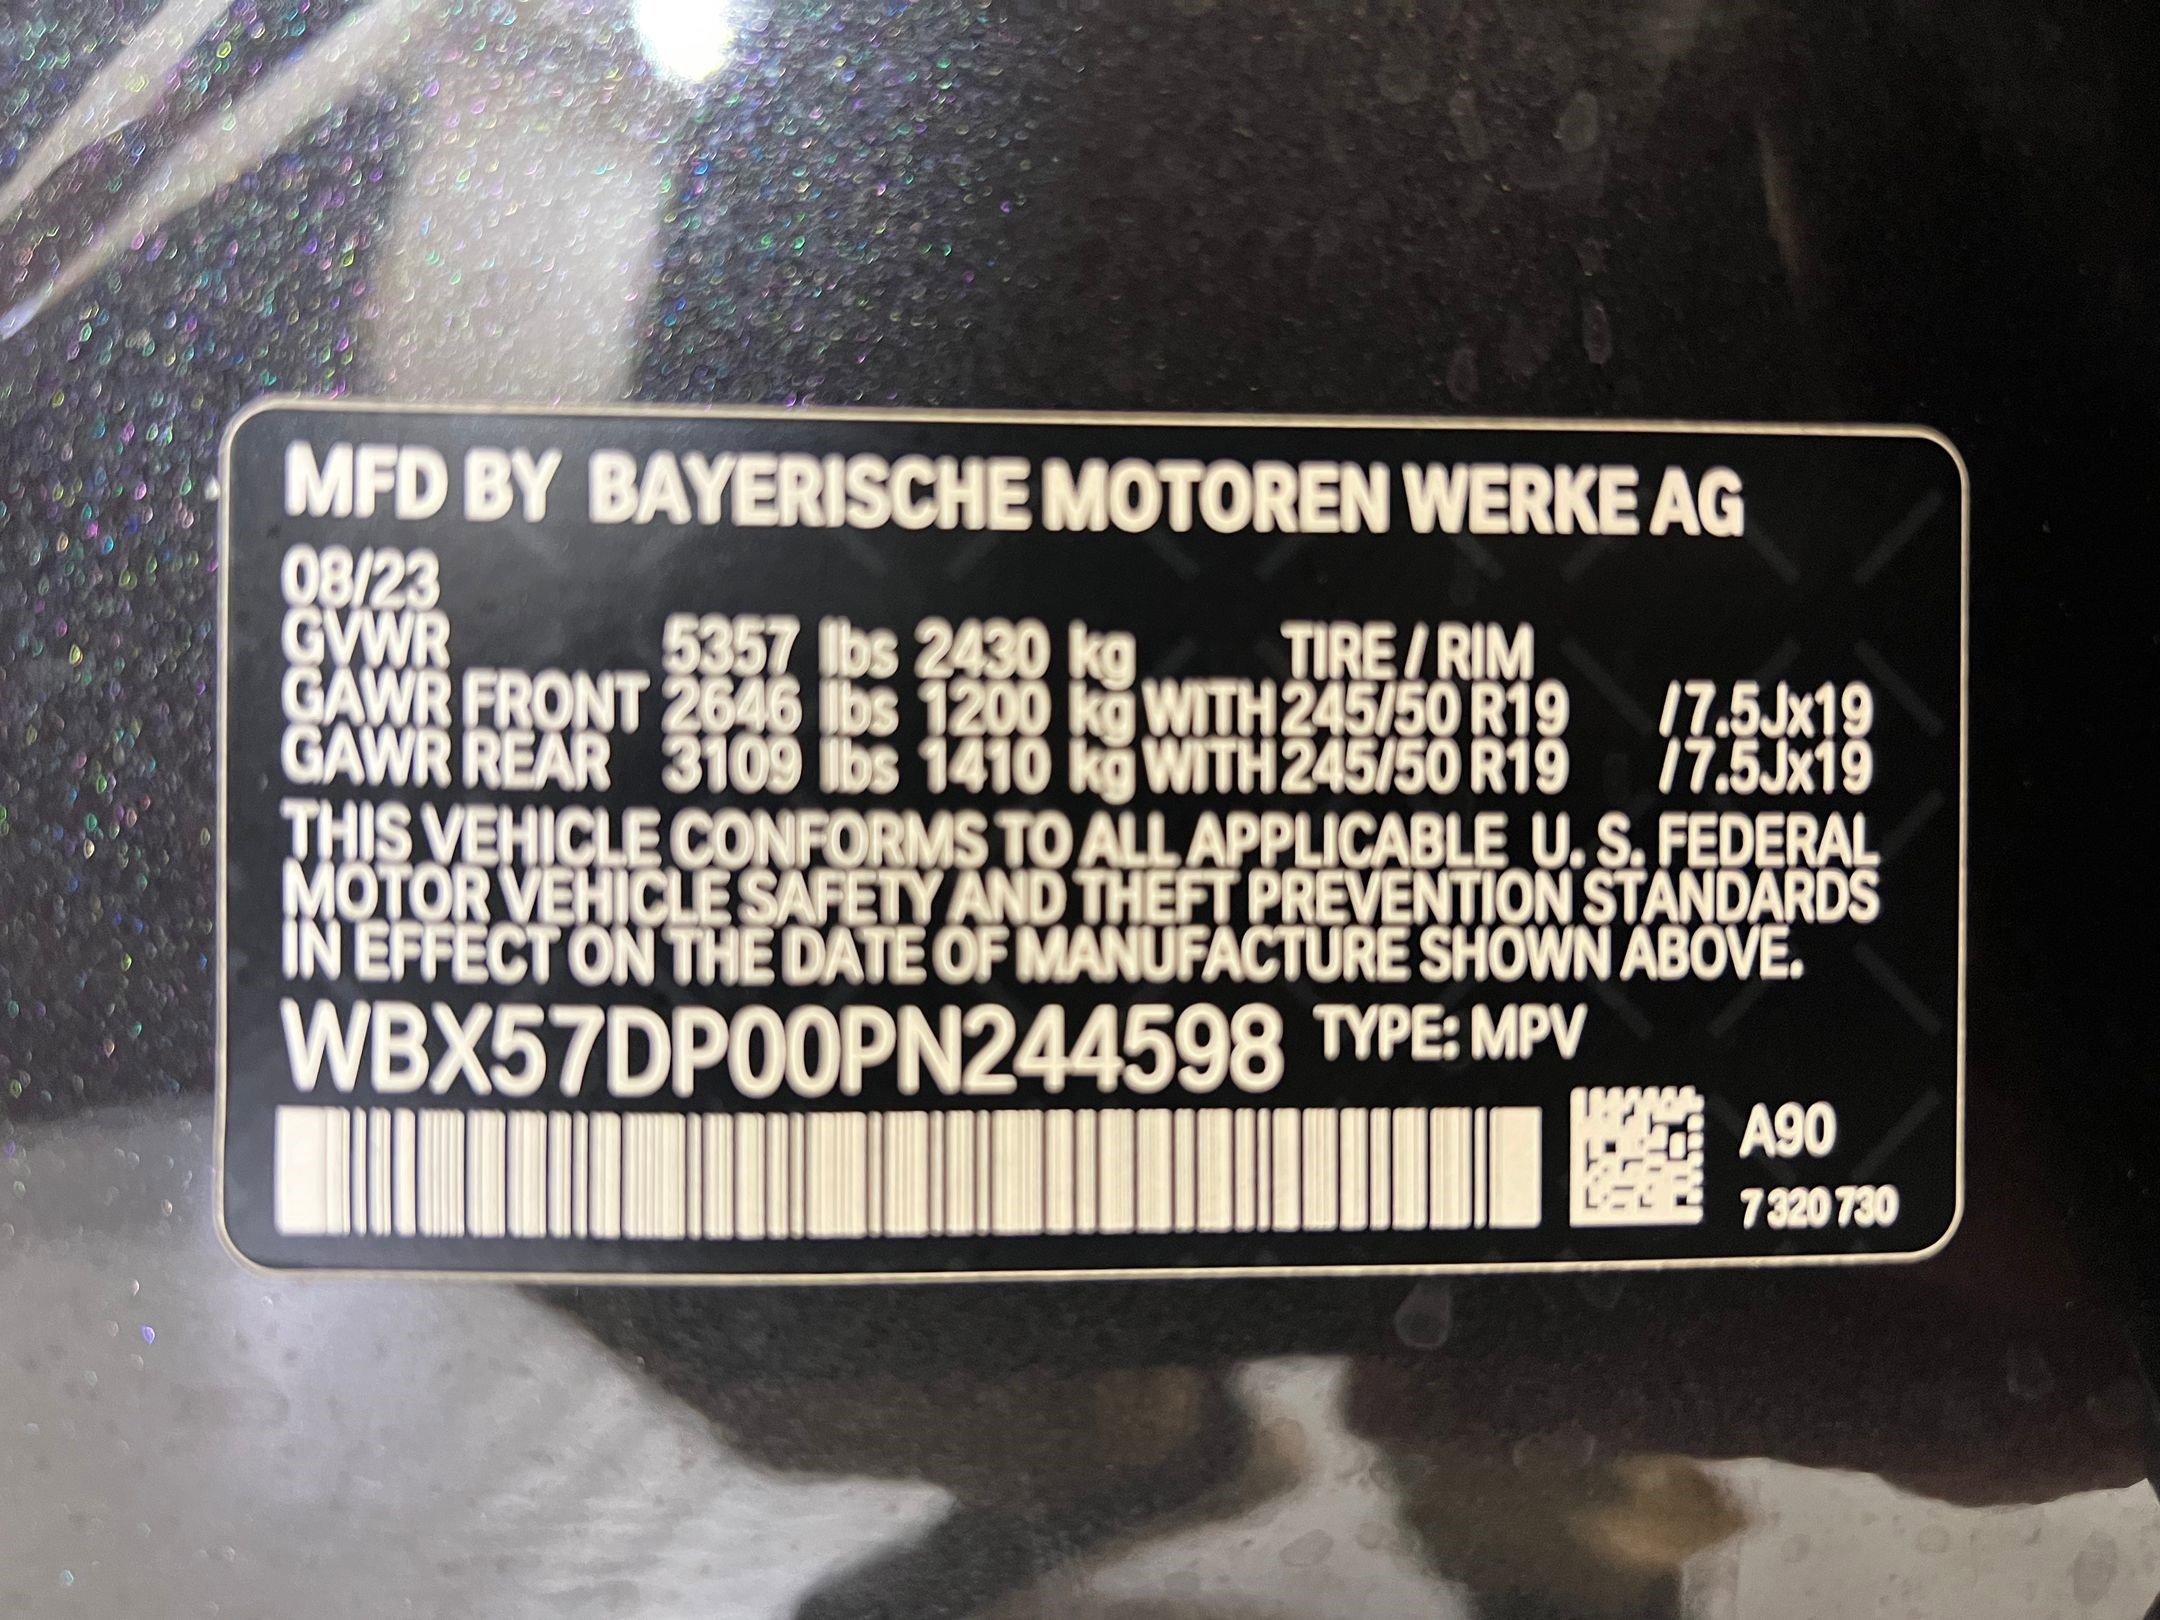 MFD BY BAYERISCHE MOTOREN WERKE AG
08/23
GVWR 5357 lbs 2430 kg TIRE / RIM
GAWR FRONT 2646 lbs 1200 kg WITH 245/50 R19 / 7.5Jx19
GAWR REAR 3109 lbs 1410 kg WITH 245/50 R19 / 7.5Jx19
THIS VEHICLE CONFORMS TO ALL APPLICABLE U. S. FEDERAL
MOTOR VEHICLE SAFETY AND THEFT PREVENTION STANDARDS
IN EFFECT ON THE DATE OF MANUFACTURE SHOWN ABOVE.
WBX57DP00PN244598 TYPE: MPV
A90
7 320 730